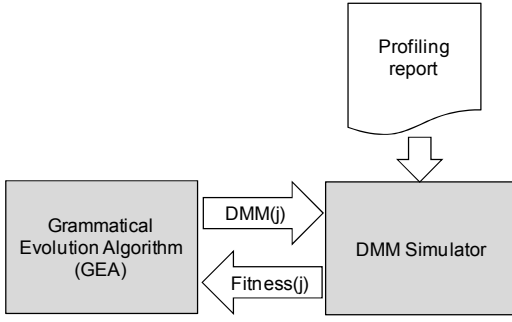 Profiling
report
Grammatical
Evolution Algorithm
(GEA)
DMM(j)
Fitness(j)
DMM Simulator